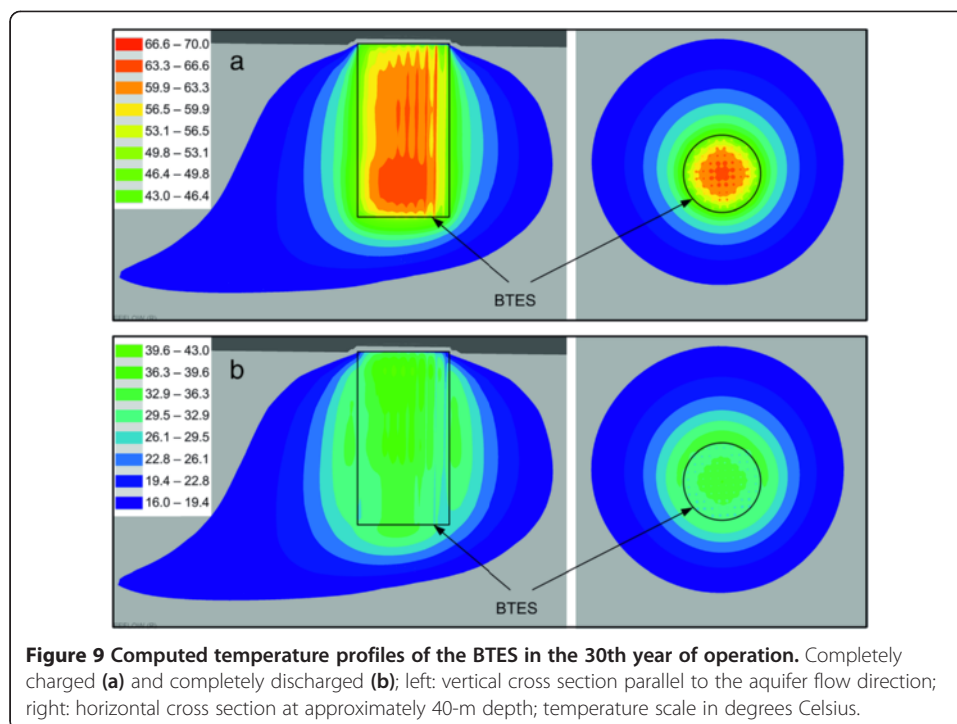 66.6 – 70.0
63.3 – 66.6
59.9 – 63.3
56.5 – 59.9
53.1 – 56.5
49.8 – 53.1
46.4 – 49.8
43.0 – 46.4
a
BTES
39.6 – 43.0
36.3 – 39.6
32.9 – 36.3
29.5 – 32.9
26.1 – 29.5
22.8 – 26.1
19.4 – 22.8
16.0 – 19.4
b
BTES
Figure 9 Computed temperature profiles of the BTES in the 30th year of operation. Completely
charged (a) and completely discharged (b); left: vertical cross section parallel to the aquifer flow direction;
right: horizontal cross section at approximately 40-m depth; temperature scale in degrees Celsius.